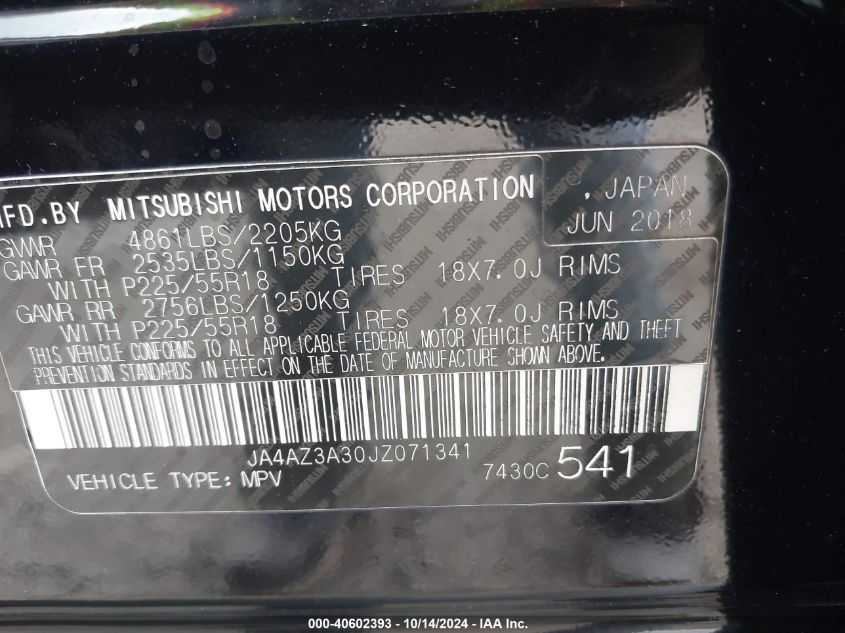 MFD.BY MITSUBISHI MOTORS CORPORATION , JAPAN
JUN 2018
GVWR 4861LBS/2205KG
GAWR FR 2535LBS/1150KG
WITH P225/55R18 TIRES 18X7.0J RIMS
GAWR RR 2756LBS/1250KG
WITH P225/55R18 TIRES 18X7.0J RIMS
THIS VEHICLE CONFORMS TO ALL APPLICABLE FEDERAL MOTOR VEHICLE SAFETY AND THEFT
PREVENTION STANDARDS IN EFFECT ON THE DATE OF MANUFACTURE SHOWN ABOVE.
JA4AZ3A30JZ071341
VEHICLE TYPE: MPV 7430C 541
000-40602393 - 10/14/2024 - IAA Inc.